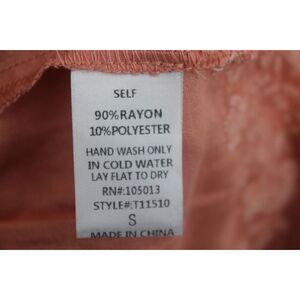 SELF
90%RAYON
10%POLYESTER
HAND WASH ONLY
IN COLD WATER
LAY FLAT TO DRY
RN#:105013
STYLE#:T11510
S
MADE IN CHINA